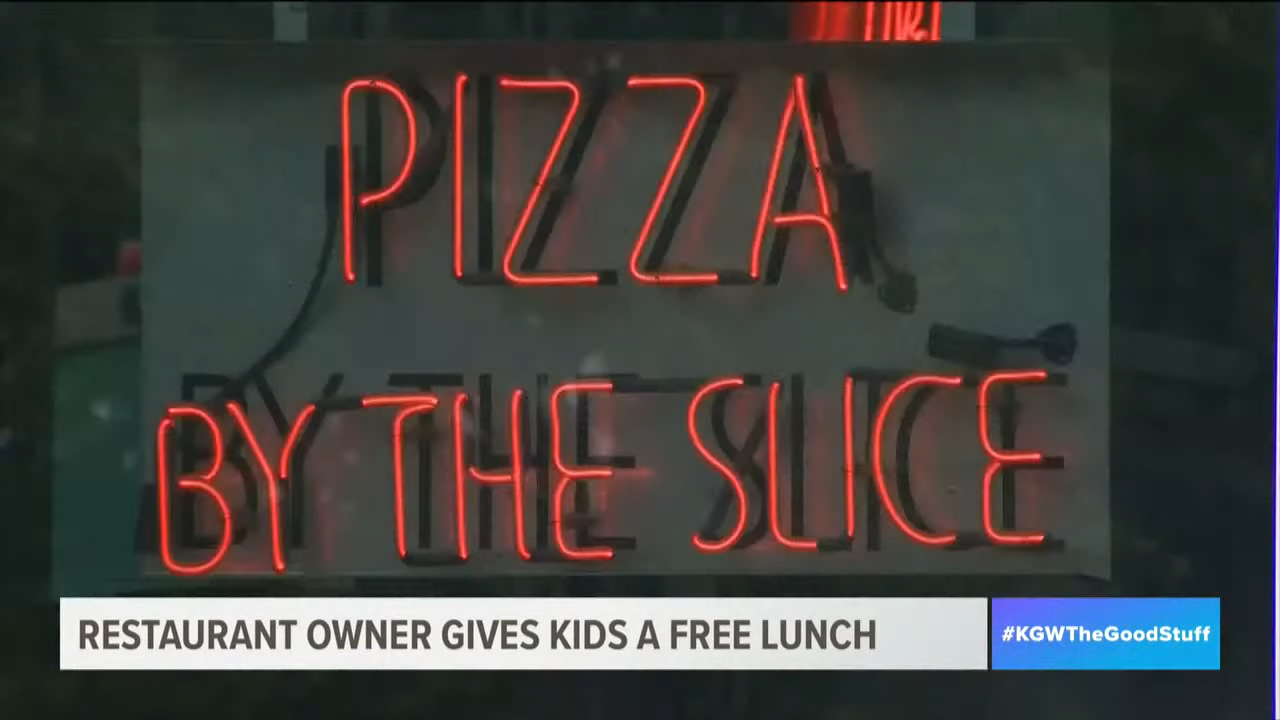 PIZZA
BY THE SLICE
RESTAURANT OWNER GIVES KIDS A FREE LUNCH
#KGWTheGoodStuff